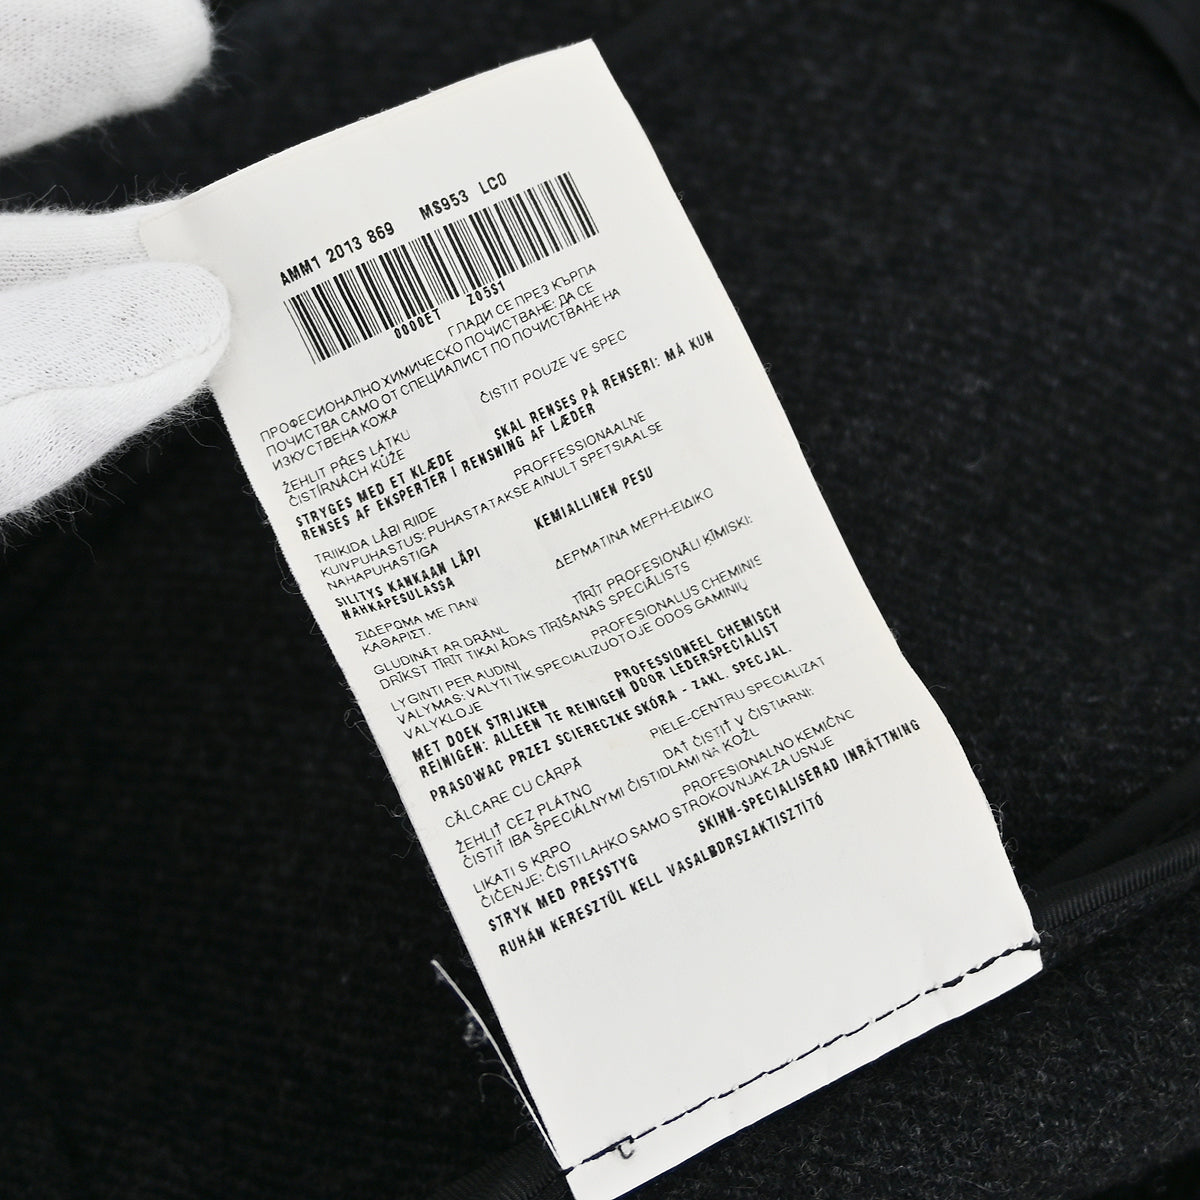 AMM1 2013 869 MS953 LC0
0000ET Z05S1
ГЛАДИ СЕ ПРЕЗ КЪРПА
ПРОФЕСИОНАЛНО ХИМИЧЕСКО ПОЧИСТВАНЕ: ДА СЕ
ПОЧИСТВА САМО ОТ СПЕЦИАЛИСТ ПО ПОЧИСТВАНЕ НА
ИЗКУСТВЕНА КОЖА
ŽEHLIT PŘES LÁTKU ČISTIT POUZE VE SPEC
ČISTÍRNÁCH KŮŽE
STRYGES MED ET KLÆDE SKAL RENSES PÅ RENSERI: MÅ KUN
RENSES AF EKSPERTER I RENSNING AF LÆDER
TRIIKIDA LÄBI RIIDE PROFFESSIONAALNE
KUIVPUHASTUS: PUHASTATAKSE AINULT SPETSIAALSE
NAHAPUHASTIGA
SILITYS KANKAAN LÄPI KEMIALLINEN PESU
NAHKAPESULASSA
ΣΙΔΕΡΩΜΑ ΜΕ ΠΑΝΙ ΔΕΡΜΑΤΙΝΑ ΜΕΡΗ-ΕΙΔΙΚΟ
ΚΑΘΑΡΙΣΤ.
GLUDINĀT AR DRĀNU TĪRĪT PROFESIONĀLI ĶĪMISKI:
DRĪKST TĪRĪT TIKAI ĀDAS TĪRĪŠANAS SPECIĀLISTS
LYGINTI PER AUDINĮ PROFESIONALUS CHEMINIS
VALYMAS: VALYTI TIK SPECIALIZUOTOJE ODOS GAMINIŲ
VALYKLOJE
MET DOEK STRIJKEN PROFESSIONEEL CHEMISCH
REINIGEN: ALLEEN TE REINIGEN DOOR LEDERSPECIALIST
PRASOWAC PRZEZ SCIERECZKE SKÓRA - ZAKL. SPECJAL.
CĂLCARE CU CÂRPĂ PIELE-CENTRU SPECIALIZAT
ŽEHLIŤ CEZ PLÁTNO DAŤ ČISTIŤ V ČISTIARNI:
ČISTIŤ IBA ŠPECIÁLNYMI ČISTIDLAMI NA KOŽU
LIKATI S KRPO PROFESIONALNO KEMIČNO
ČIČENJE: ČISTI LAHKO SAMO STROKOVNJAK ZA USNJE
STRYK MED PRESSTYG SKINN-SPECIALISERAD INRÄTTNING
RUHÁN KERESZTÜL KELL VASALBDRSZAKTISZTÍTÓ